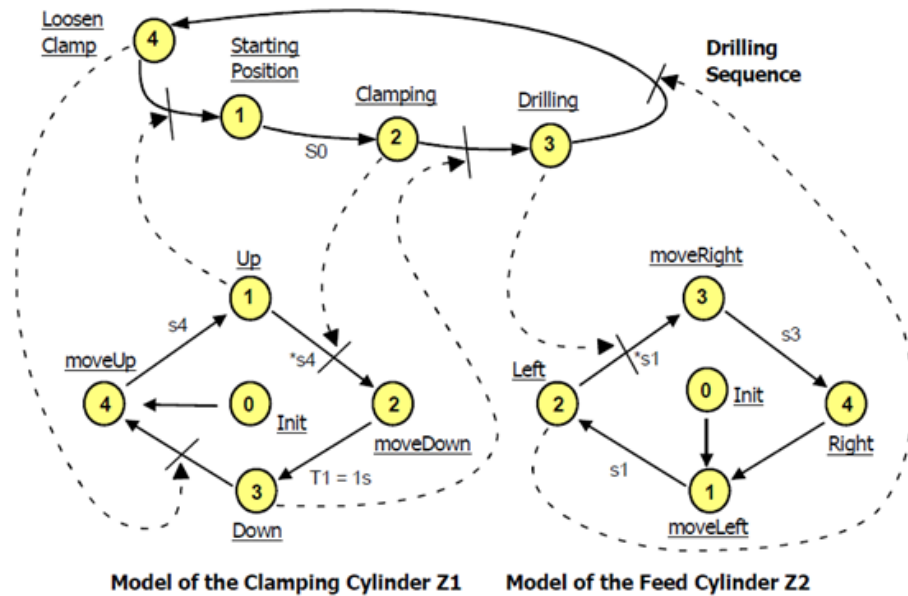 Loosen
Clamp
4
Starting
Position
1
Clamping
2
Drilling
3
Drilling
Sequence
S0
Up
1
s4
*s4
moveUp
4
0
Init
2
moveDown
T1 = 1s
3
Down
moveRight
3
*s1
s3
Left
2
0
Init
4
Right
s1
1
moveLeft
Model of the Clamping Cylinder Z1
Model of the Feed Cylinder Z2